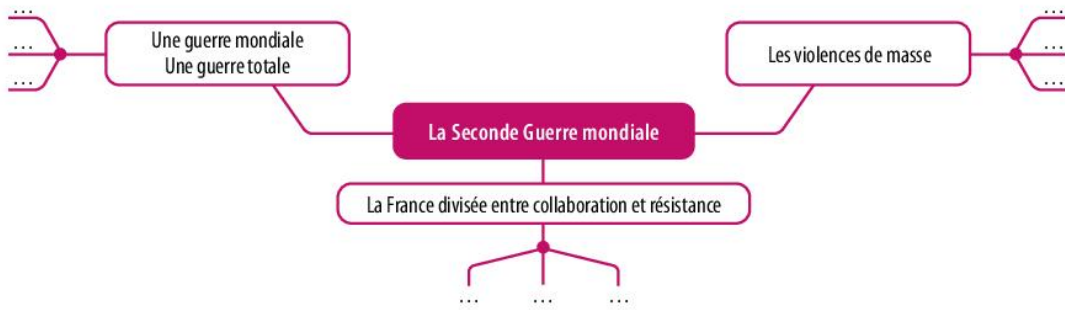 ...
...
...
Une guerre mondiale
Une guerre totale
Les violences de masse
...
...
...
La Seconde Guerre mondiale
La France divisée entre collaboration et résistance
... ... ...